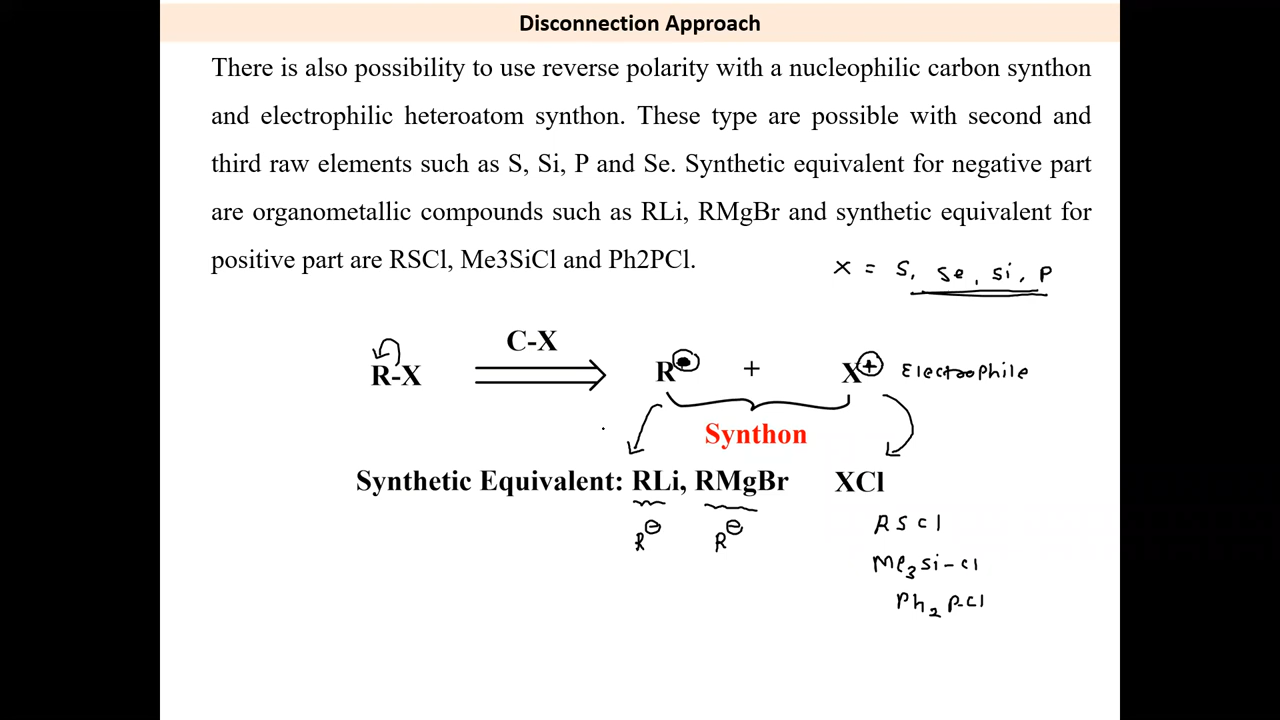 Disconnection Approach
There is also possibility to use reverse polarity with a nucleophilic carbon synthon
and electrophilic heteroatom synthon. These type are possible with second and
third raw elements such as S, Si, P and Se. Synthetic equivalent for negative part
are organometallic compounds such as RLi, RMgBr and synthetic equivalent for
positive part are RSCl, Me3SiCl and Ph2PCl.
X = S, Se, Si, P
C-X
R-X R⊖ + X⊕ Electrophile
Synthon
Synthetic Equivalent: RLi, RMgBr XCl
R⊖ R⊖ RSCl
Me3Si-Cl
Ph2P-Cl